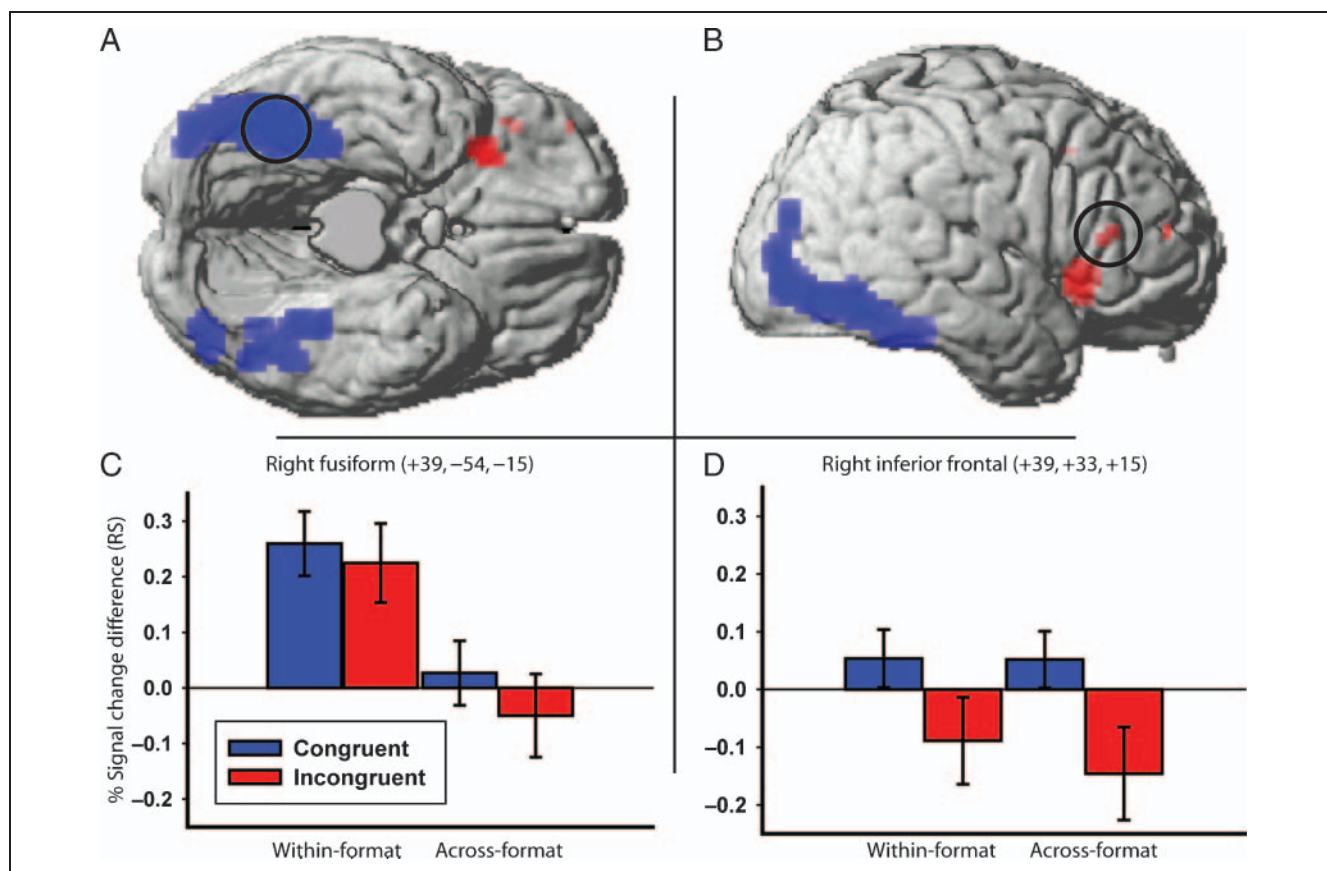 A
B
C
Right fusiform (+39, −54, −15)
% Signal change difference (RS)
0.3
0.2
0.1
0.0
−0.1
−0.2
Congruent
Incongruent
Within-format
Across-format
D
Right inferior frontal (+39, +33, +15)
0.3
0.2
0.1
0.0
−0.1
−0.2
Within-format
Across-format